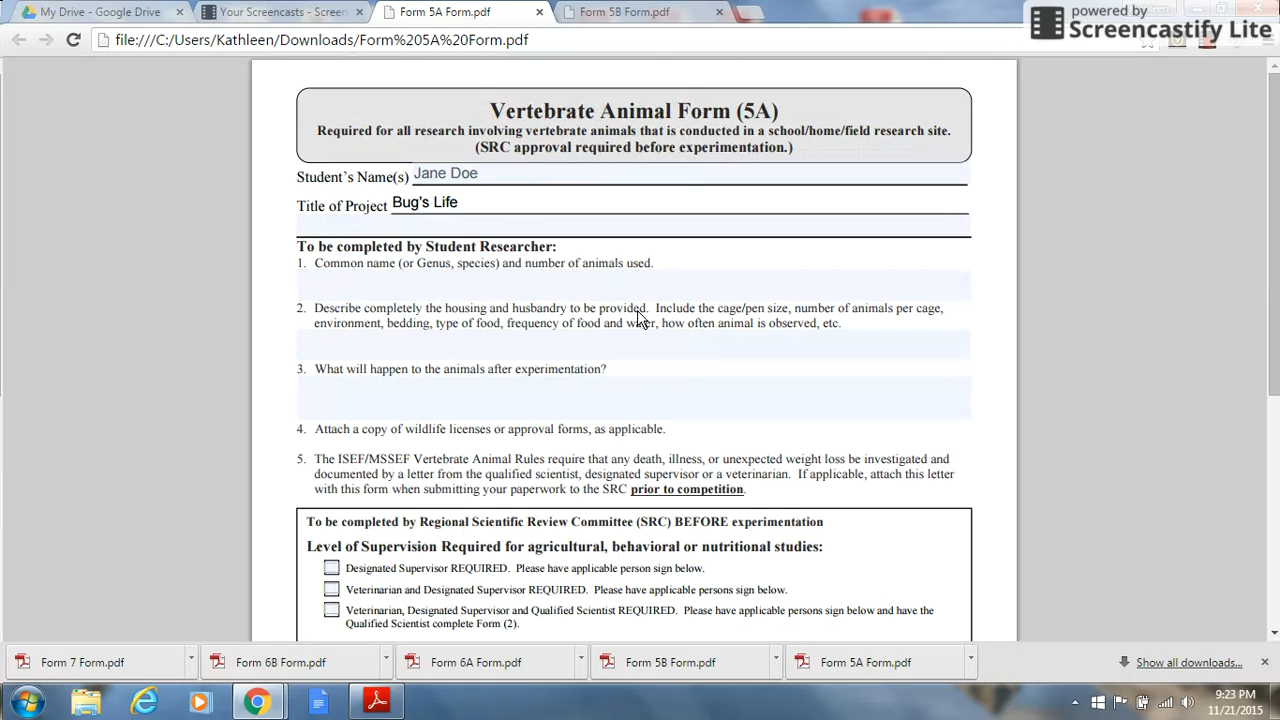 My Drive - Google Drive
Your Screencasts - Screen
Form 5A Form.pdf
Form 5B Form.pdf
powered by
Screencastify Lite
file:///C:/Users/Kathleen/Downloads/Form%205A%20Form.pdf
Vertebrate Animal Form (5A)
Required for all research involving vertebrate animals that is conducted in a school/home/field research site.
(SRC approval required before experimentation.)
Student`s Name(s) Jane Doe
Title of Project Bug's Life
To be completed by Student Researcher:
1. Common name (or Genus, species) and number of animals used.
2. Describe completely the housing and husbandry to be provided. Include the cage/pen size, number of animals per cage,
environment, bedding, type of food, frequency of food and water, how often animal is observed, etc.
3. What will happen to the animals after experimentation?
4. Attach a copy of wildlife licenses or approval forms, as applicable.
5. The ISEF/MSSEF Vertebrate Animal Rules require that any death, illness, or unexpected weight loss be investigated and
documented by a letter from the qualified scientist, designated supervisor or a veterinarian. If applicable, attach this letter
with this form when submitting your paperwork to the SRC prior to competition.
To be completed by Regional Scientific Review Committee (SRC) BEFORE experimentation
Level of Supervision Required for agricultural, behavioral or nutritional studies:
Designated Supervisor REQUIRED. Please have applicable person sign below.
Veterinarian and Designated Supervisor REQUIRED. Please have applicable persons sign below.
Veterinarian, Designated Supervisor and Qualified Scientist REQUIRED. Please have applicable persons sign below and have the
Qualified Scientist complete Form (2).
Form 7 Form.pdf
Form 6B Form.pdf
Form 6A Form.pdf
Form 5B Form.pdf
Form 5A Form.pdf
Show all downloads...
9:23 PM
11/21/2015